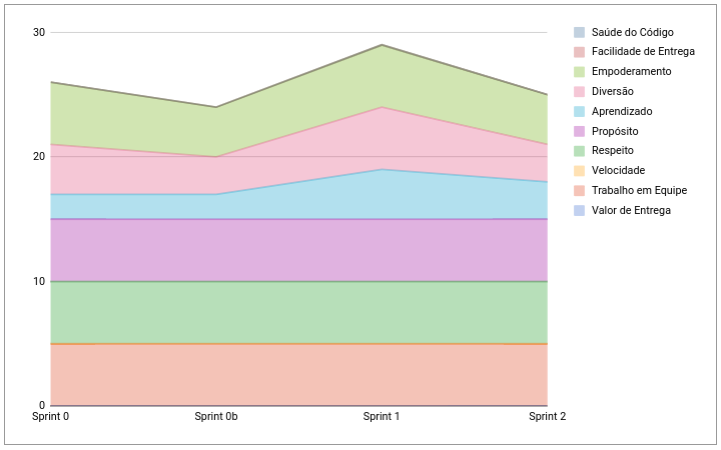 30
20
10
0
Sprint 0
Sprint 0b
Sprint 1
Sprint 2
Saúde do Código
Facilidade de Entrega
Empoderamento
Diversão
Aprendizado
Propósito
Respeito
Velocidade
Trabalho em Equipe
Valor de Entrega